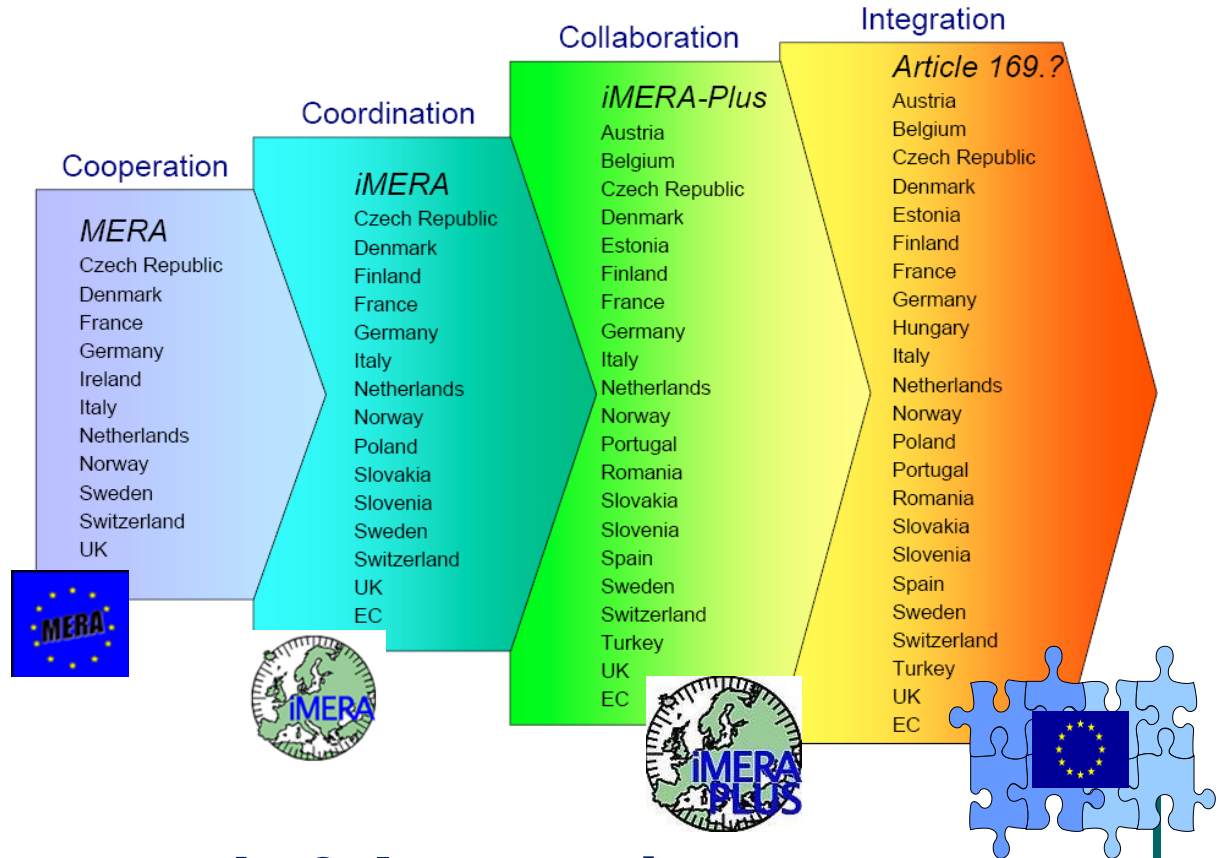 Cooperation
MERA
Czech Republic
Denmark
France
Germany
Ireland
Italy
Netherlands
Norway
Sweden
Switzerland
UK
MERA
Coordination
iMERA
Czech Republic
Denmark
Finland
France
Germany
Italy
Netherlands
Norway
Poland
Slovakia
Slovenia
Sweden
Switzerland
UK
EC
iMERA
Collaboration
iMERA-Plus
Austria
Belgium
Czech Republic
Denmark
Estonia
Finland
France
Germany
Italy
Netherlands
Norway
Portugal
Romania
Slovakia
Slovenia
Spain
Sweden
Switzerland
Turkey
UK
EC
iMERA
PLUS
Integration
Article 169.?
Austria
Belgium
Czech Republic
Denmark
Estonia
Finland
France
Germany
Hungary
Italy
Netherlands
Norway
Poland
Portugal
Romania
Slovakia
Slovenia
Spain
Sweden
Switzerland
Turkey
UK
EC